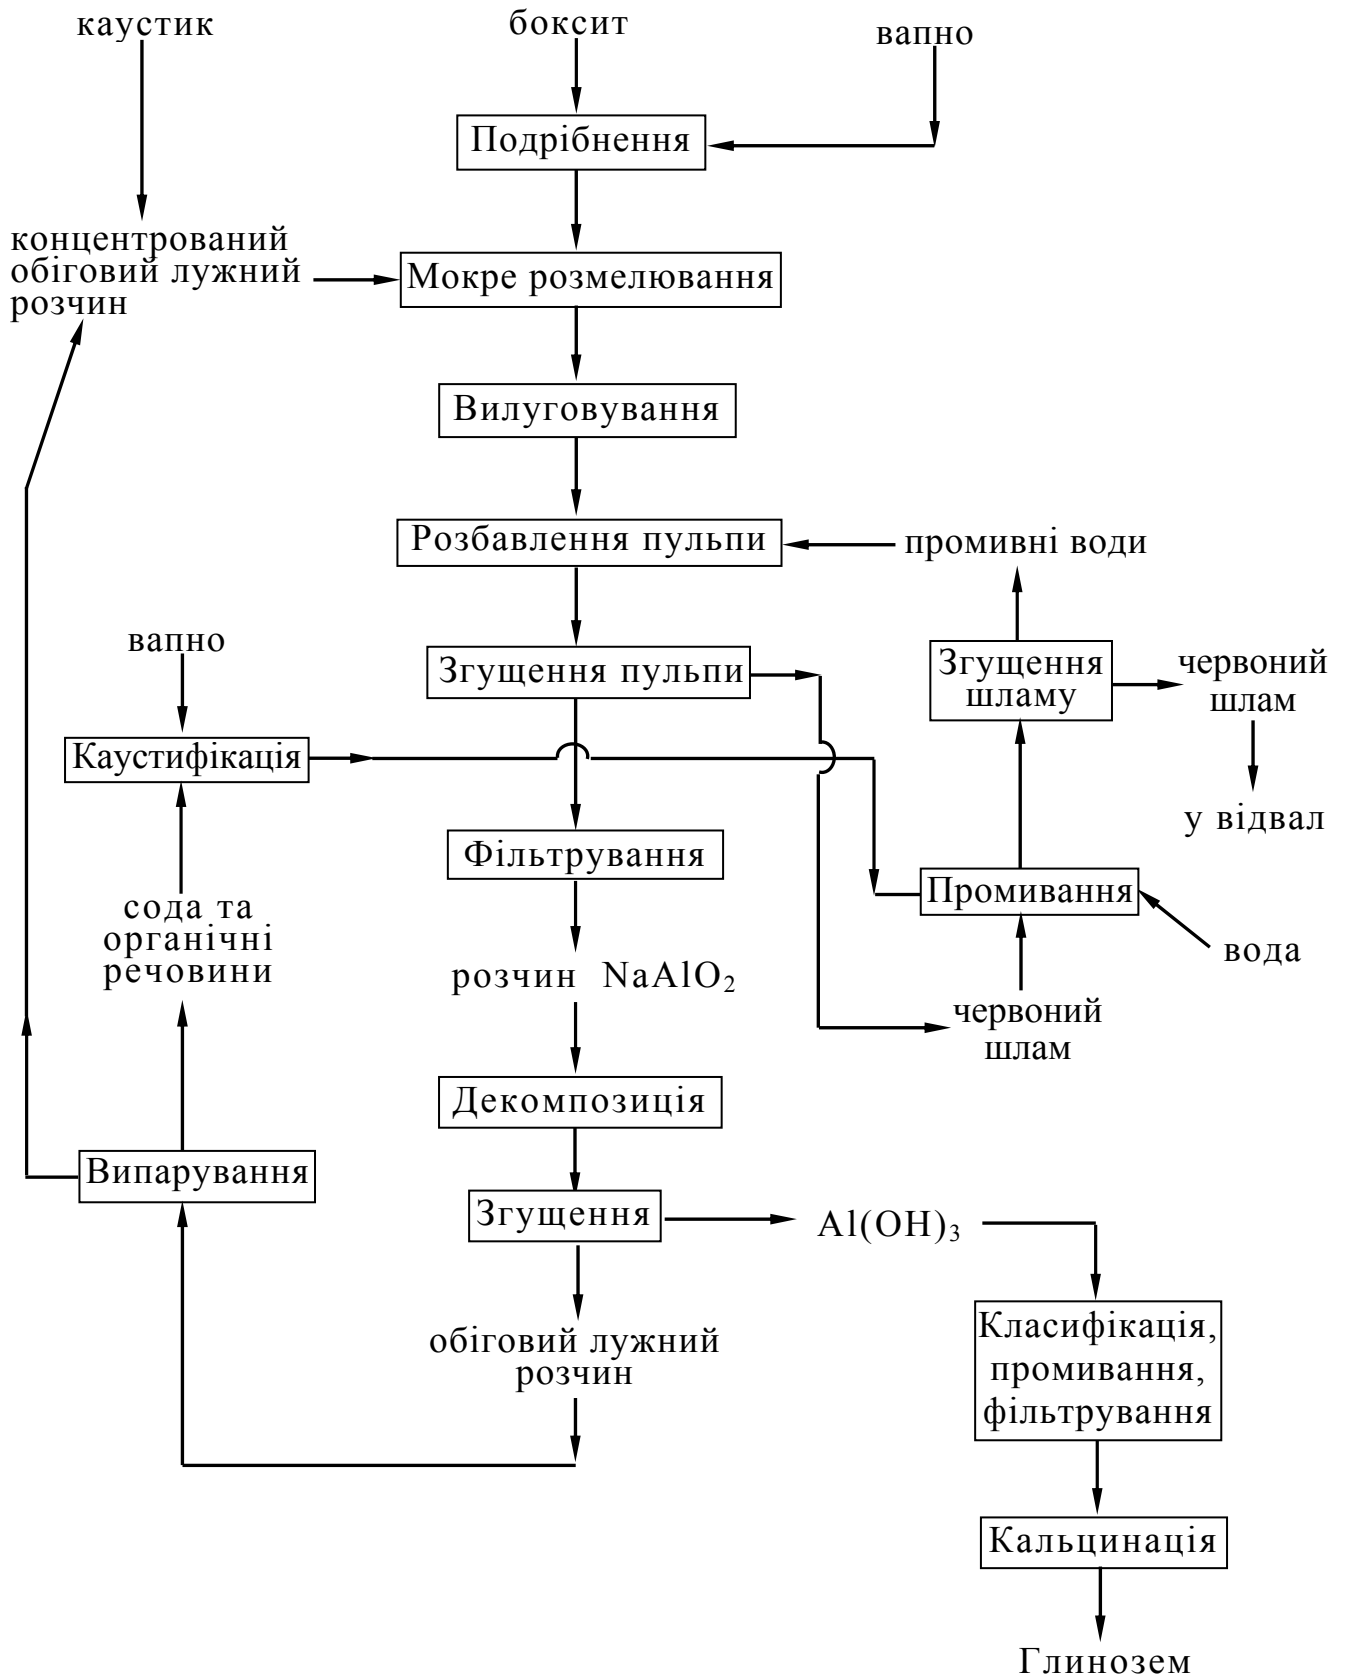 каустик
боксит
вапно
Подрібнення
концентрований
обіговий лужний
розчин
Мокре розмелювання
Вилуговування
Розбавлення пульпи
промивні води
вапно
Згущення пульпи
Згущення
шламу
червоний
шлам
Каустифікація
у відвал
Фільтрування
Промивання
сода та
органічні
речовини
вода
розчин NaAlO₂
червоний
шлам
Декомпозиція
Випарування
Згущення
Al(OH)₃
обіговий лужний
розчин
Класифікація,
промивання,
фільтрування
Кальцинація
Глинозем